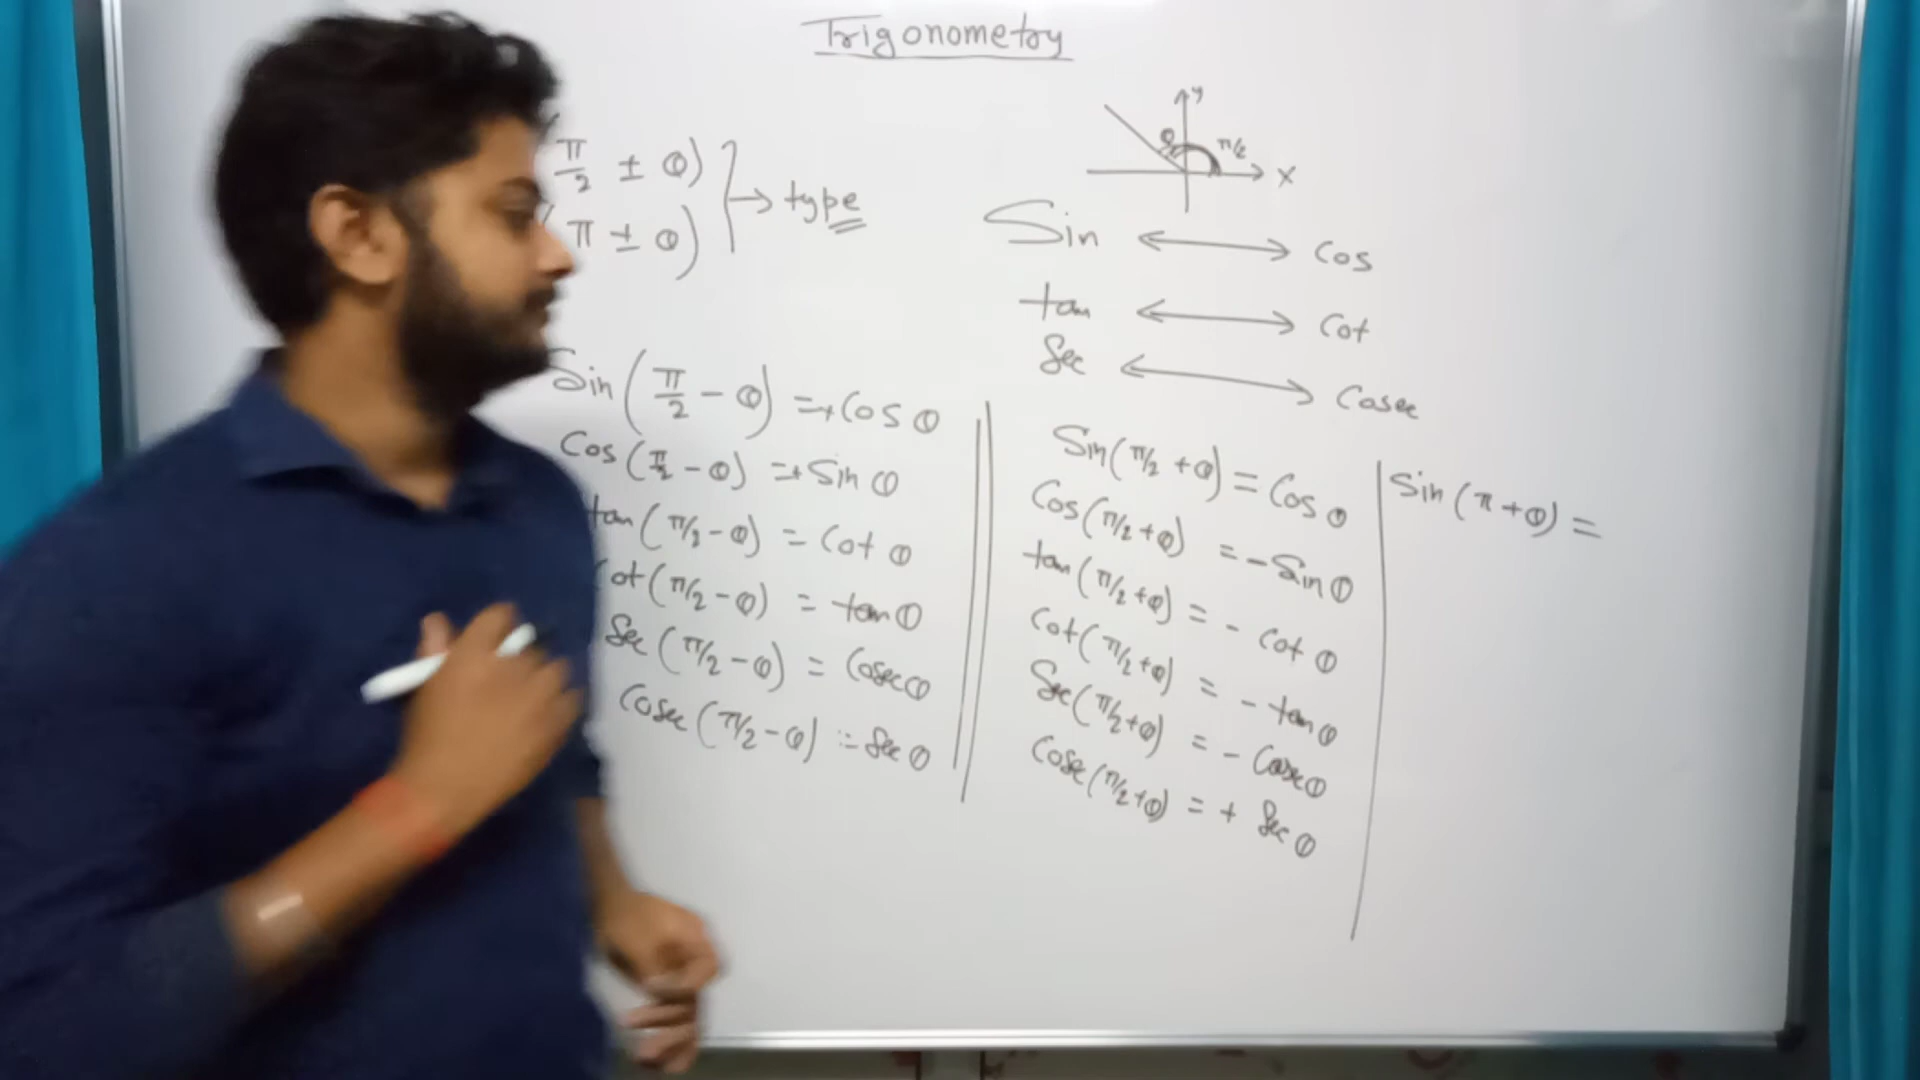 Trigonometry
π/2 ± θ)
π ± θ)
→ type
y
θ π/2
x
Sin ↔ Cos
tan ↔ Cot
Sec ↔ Cosec
Sin (π/2 - θ) = + Cos θ
Cos (π/2 - θ) = + Sin θ
tan (π/2 - θ) = Cot θ
Cot (π/2 - θ) = tan θ
Sec (π/2 - θ) = Cosec θ
Cosec (π/2 - θ) = Sec θ
Sin (π/2 + θ) = Cos θ
Cos (π/2 + θ) = - Sin θ
tan (π/2 + θ) = - Cot θ
Cot (π/2 + θ) = - tan θ
Sec (π/2 + θ) = - Cosec θ
Cosec (π/2 + θ) = + Sec θ
Sin (π + θ) =